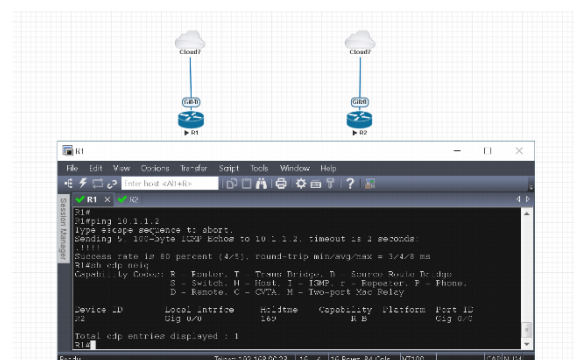 Cloud7
Cloud7
Gi0/0
Gi0/0
R1
R2
R1
File Edit View Options Transfer Script Tools Window Help
Enter host <Alt+R>
Session Manager
R1 R2
R1#
R1#ping 10.1.1.2
Type escape sequence to abort.
Sending 5, 100-byte ICMP Echos to 10.1.1.2, timeout is 2 seconds:
.!!!!
Success rate is 80 percent (4/5), round-trip min/avg/max = 3/4/8 ms
R1#sh cdp neig
Capability Codes: R - Router, T - Trans Bridge, B - Source Route Bridge
S - Switch, H - Host, I - IGMP, r - Repeater, P - Phone,
D - Remote, C - CVTA, M - Two-port Mac Relay
Device ID Local Intrfce Holdtme Capability Platform Port ID
R2 Gig 0/0 169 R B Gig 0/0
Total cdp entries displayed : 1
R1#
Ready
VT100